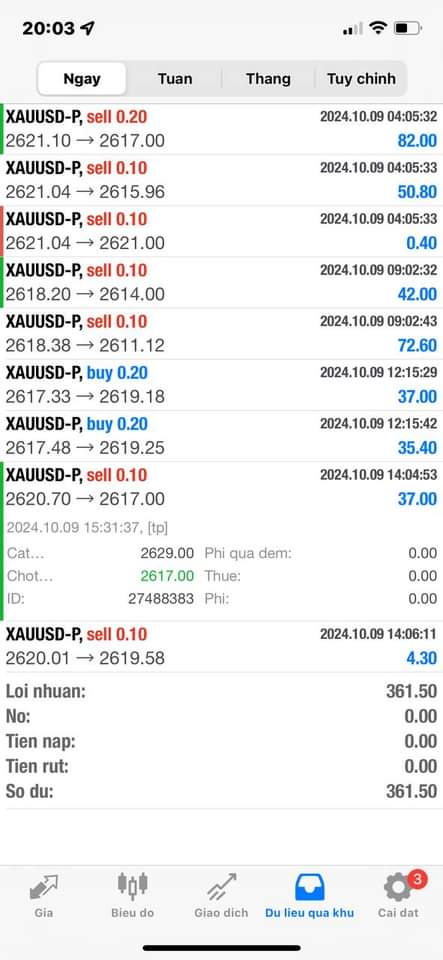 20:03
Ngay Tuan Thang Tuy chinh
XAUUSD-P, sell 0.20 2024.10.09 04:05:32
2621.10 → 2617.00 82.00
XAUUSD-P, sell 0.10 2024.10.09 04:05:33
2621.04 → 2615.96 50.80
XAUUSD-P, sell 0.10 2024.10.09 04:05:33
2621.04 → 2621.00 0.40
XAUUSD-P, sell 0.10 2024.10.09 09:02:32
2618.20 → 2614.00 42.00
XAUUSD-P, sell 0.10 2024.10.09 09:02:43
2618.38 → 2611.12 72.60
XAUUSD-P, buy 0.20 2024.10.09 12:15:29
2617.33 → 2619.18 37.00
XAUUSD-P, buy 0.20 2024.10.09 12:15:42
2617.48 → 2619.25 35.40
XAUUSD-P, sell 0.10 2024.10.09 14:04:53
2620.70 → 2617.00 37.00
2024.10.09 15:31:37, [tp]
Cat... 2629.00 Phi qua dem: 0.00
Chot... 2617.00 Thue: 0.00
ID: 27488383 Phi: 0.00
XAUUSD-P, sell 0.10 2024.10.09 14:06:11
2620.01 → 2619.58 4.30
Loi nhuan: 361.50
No: 0.00
Tien nap: 0.00
Tien rut: 0.00
So du: 361.50
3
Gia Bieu do Giao dich Du lieu qua khu Cai dat